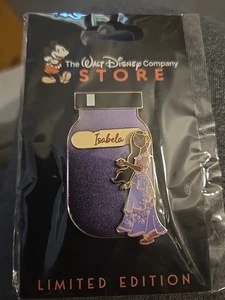 The WALT DISNEY Company
STORE
Isabela
LIMITED EDITION